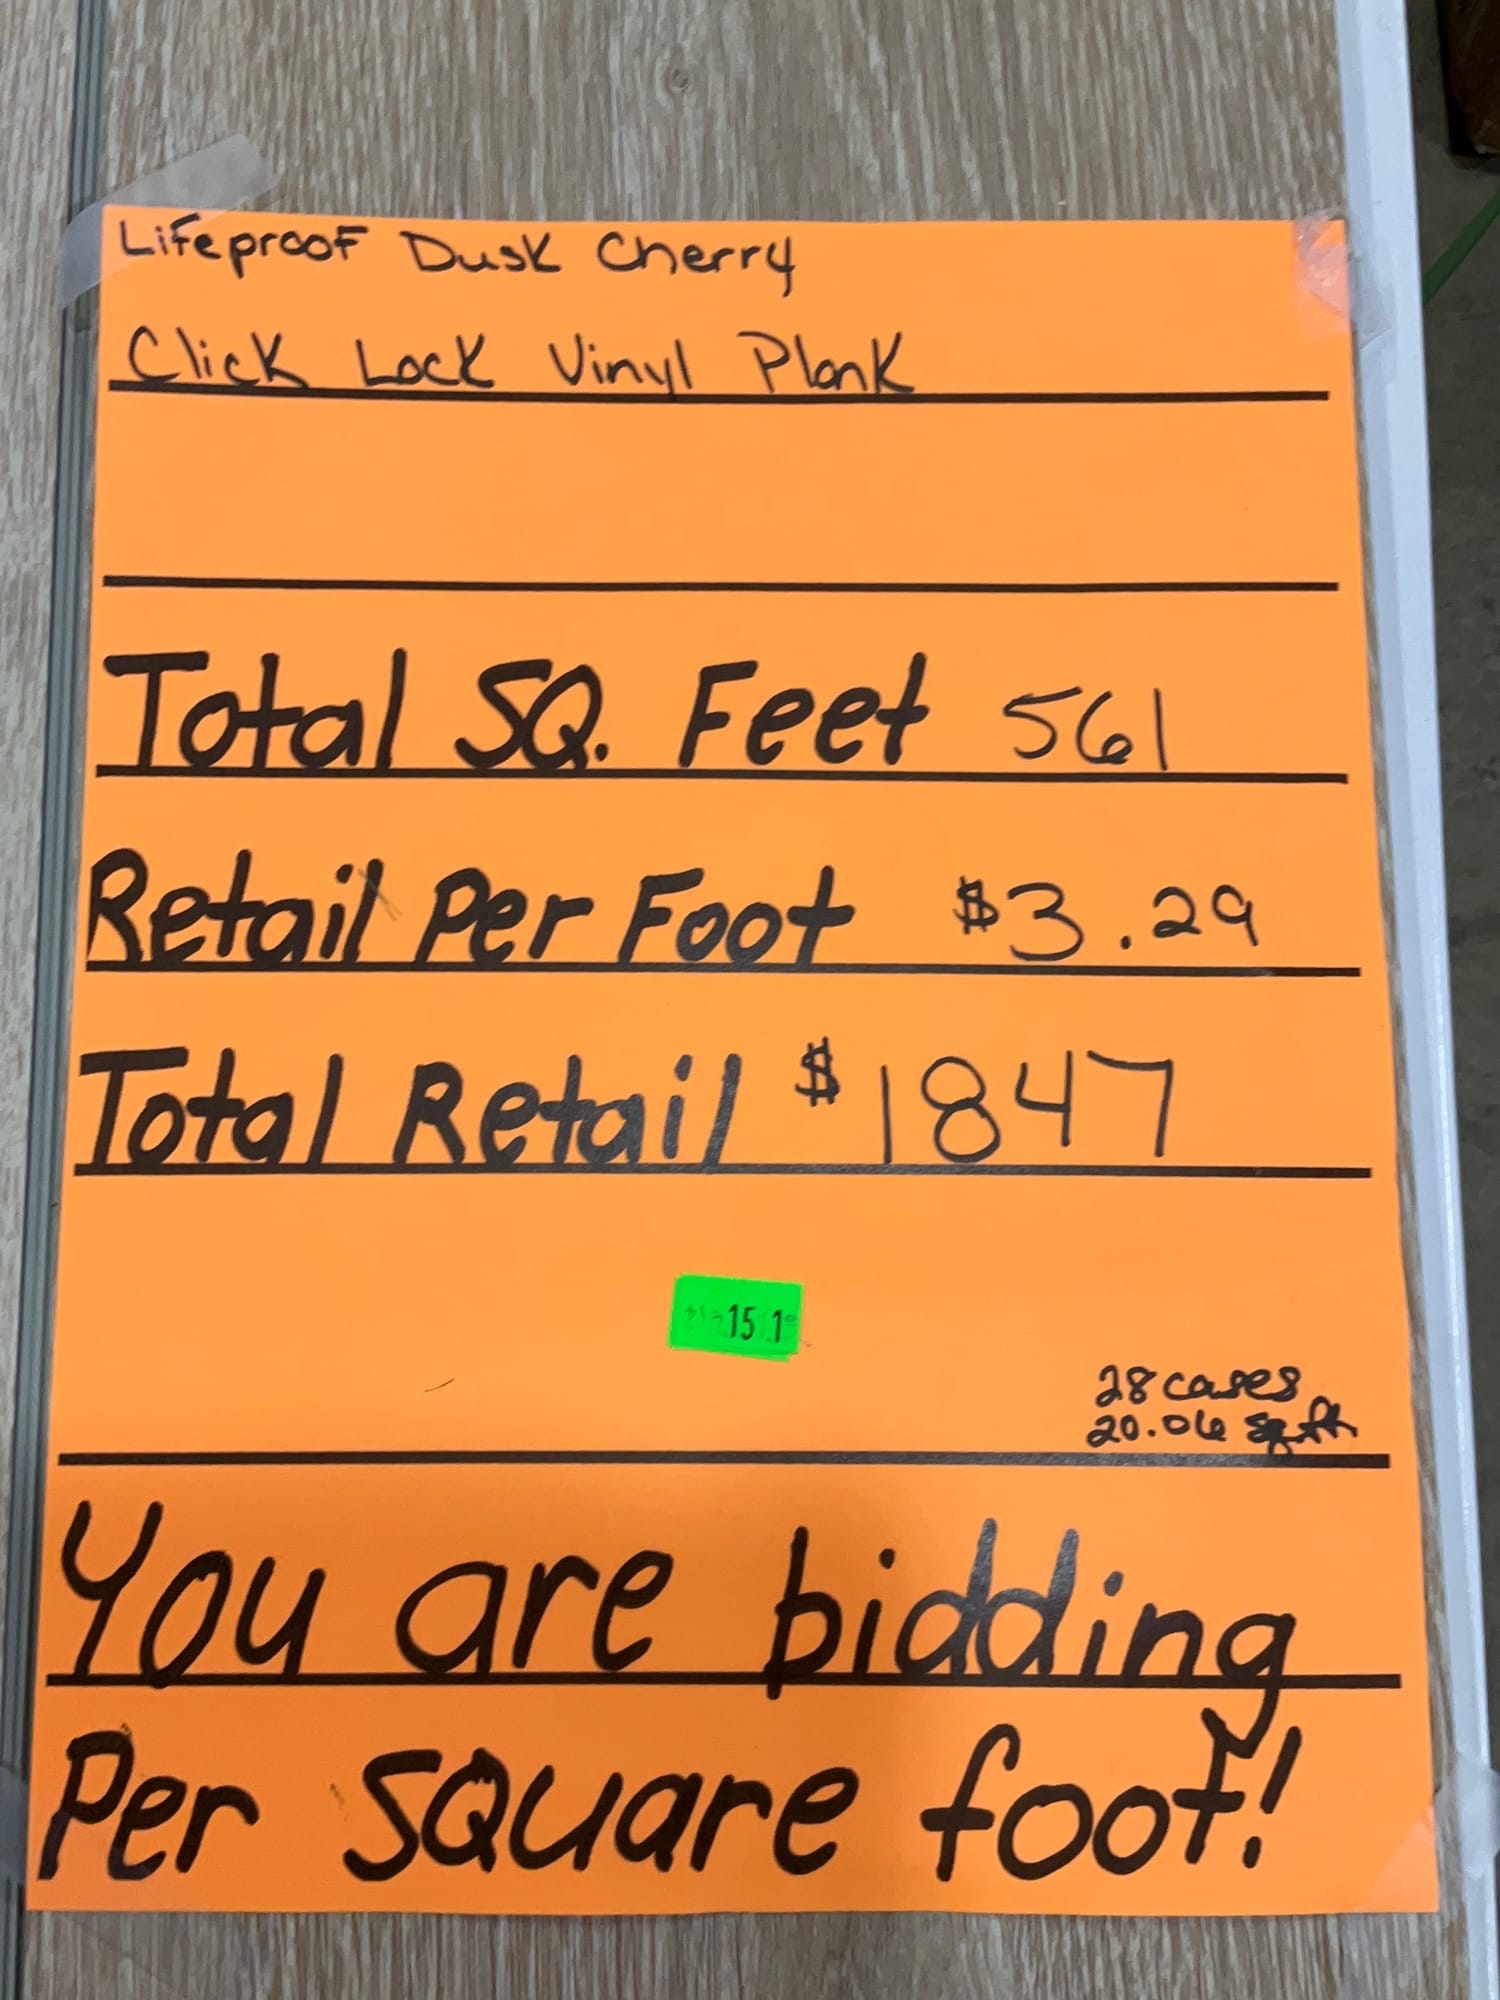 Lifeproof Dusk Cherry
Click Lock Vinyl Plank
Total SQ. Feet 561
Retail Per Foot $3.29
Total Retail $1847
28 cases
20.06 sq.ft
You are bidding
Per square foot!